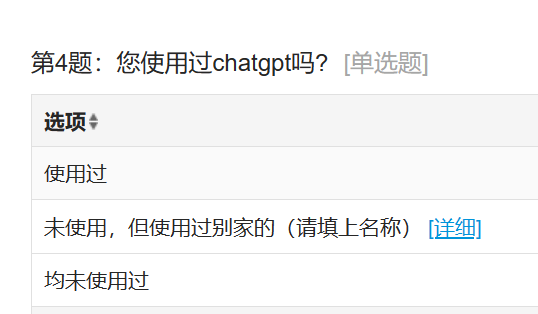 第4题：您使用过chatgpt吗? [单选题]
选项
使用过
未使用，但使用过别家的（请填上名称） [详细]
均未使用过